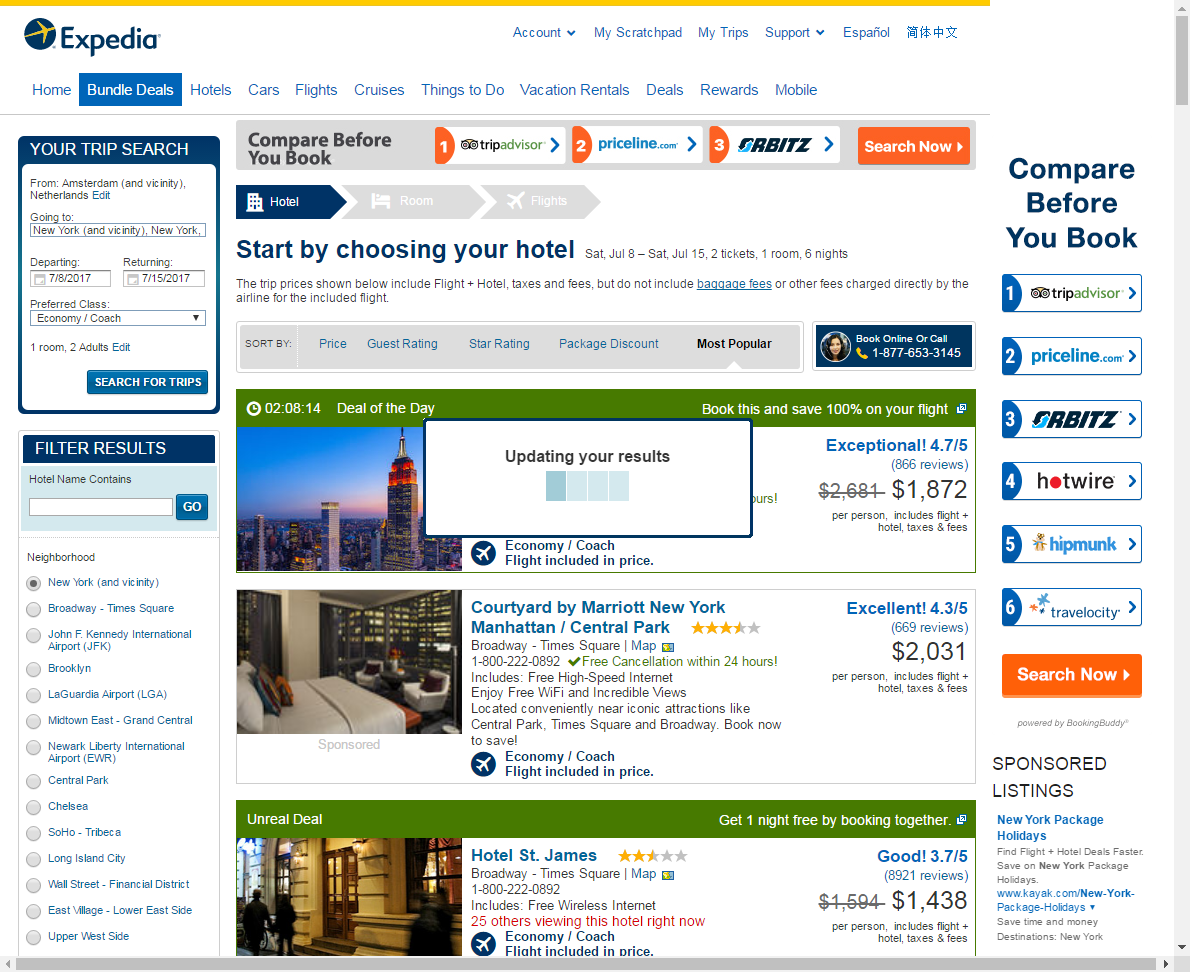 Expedia
Account
My Scratchpad
My Trips
Support
Español
简体中文
Home
Bundle Deals
Hotels
Cars
Flights
Cruises
Things to Do
Vacation Rentals
Deals
Rewards
Mobile
YOUR TRIP SEARCH
From: Amsterdam (and vicinity),
Netherlands Edit
Going to:
New York (and vicinity), New York,
Departing:
Returning:
7/8/2017
7/15/2017
Preferred Class:
Economy / Coach
1 room, 2 Adults Edit
SEARCH FOR TRIPS
FILTER RESULTS
Hotel Name Contains
GO
Neighborhood
New York (and vicinity)
Broadway - Times Square
John F. Kennedy International
Airport (JFK)
Brooklyn
LaGuardia Airport (LGA)
Midtown East - Grand Central
Newark Liberty International
Airport (EWR)
Central Park
Chelsea
SoHo - Tribeca
Long Island City
Wall Street - Financial District
East Village - Lower East Side
Upper West Side
Compare Before
You Book
1 tripadvisor
2 priceline.com
3 ORBITZ
Search Now
Hotel
Room
Flights
Start by choosing your hotel
Sat, Jul 8 – Sat, Jul 15, 2 tickets, 1 room, 6 nights
The trip prices shown below include Flight + Hotel, taxes and fees, but do not include baggage fees or other fees charged directly by the
airline for the included flight.
SORT BY:
Price
Guest Rating
Star Rating
Package Discount
Most Popular
Book Online Or Call
1-877-653-3145
02:08:14
Deal of the Day
Book this and save 100% on your flight
Updating your results
ours!
Economy / Coach
Flight included in price.
Exceptional! 4.7/5
(866 reviews)
$2,681 $1,872
per person, includes flight +
hotel, taxes & fees
Courtyard by Marriott New York
Manhattan / Central Park
Broadway - Times Square | Map
1-800-222-0892 Free Cancellation within 24 hours!
Includes: Free High-Speed Internet
Enjoy Free WiFi and Incredible Views
Located conveniently near iconic attractions like
Central Park, Times Square and Broadway. Book now
to save!
Economy / Coach
Flight included in price.
Sponsored
Excellent! 4.3/5
(669 reviews)
$2,031
per person, includes flight +
hotel, taxes & fees
Unreal Deal
Get 1 night free by booking together.
Hotel St. James
Broadway - Times Square | Map
1-800-222-0892
Includes: Free Wireless Internet
25 others viewing this hotel right now
Economy / Coach
Flight included in price.
Good! 3.7/5
(8921 reviews)
$1,594 $1,438
per person, includes flight +
hotel, taxes & fees
Compare
Before
You Book
1 tripadvisor
2 priceline.com
3 ORBITZ
4 hotwire
5 hipmunk
6 travelocity
Search Now
powered by BookingBuddy
SPONSORED
LISTINGS
New York Package
Holidays
Find Flight + Hotel Deals Faster.
Save on New York Package
Holidays.
www.kayak.com/New-York-
Package-Holidays
Save time and money
Destinations: New York